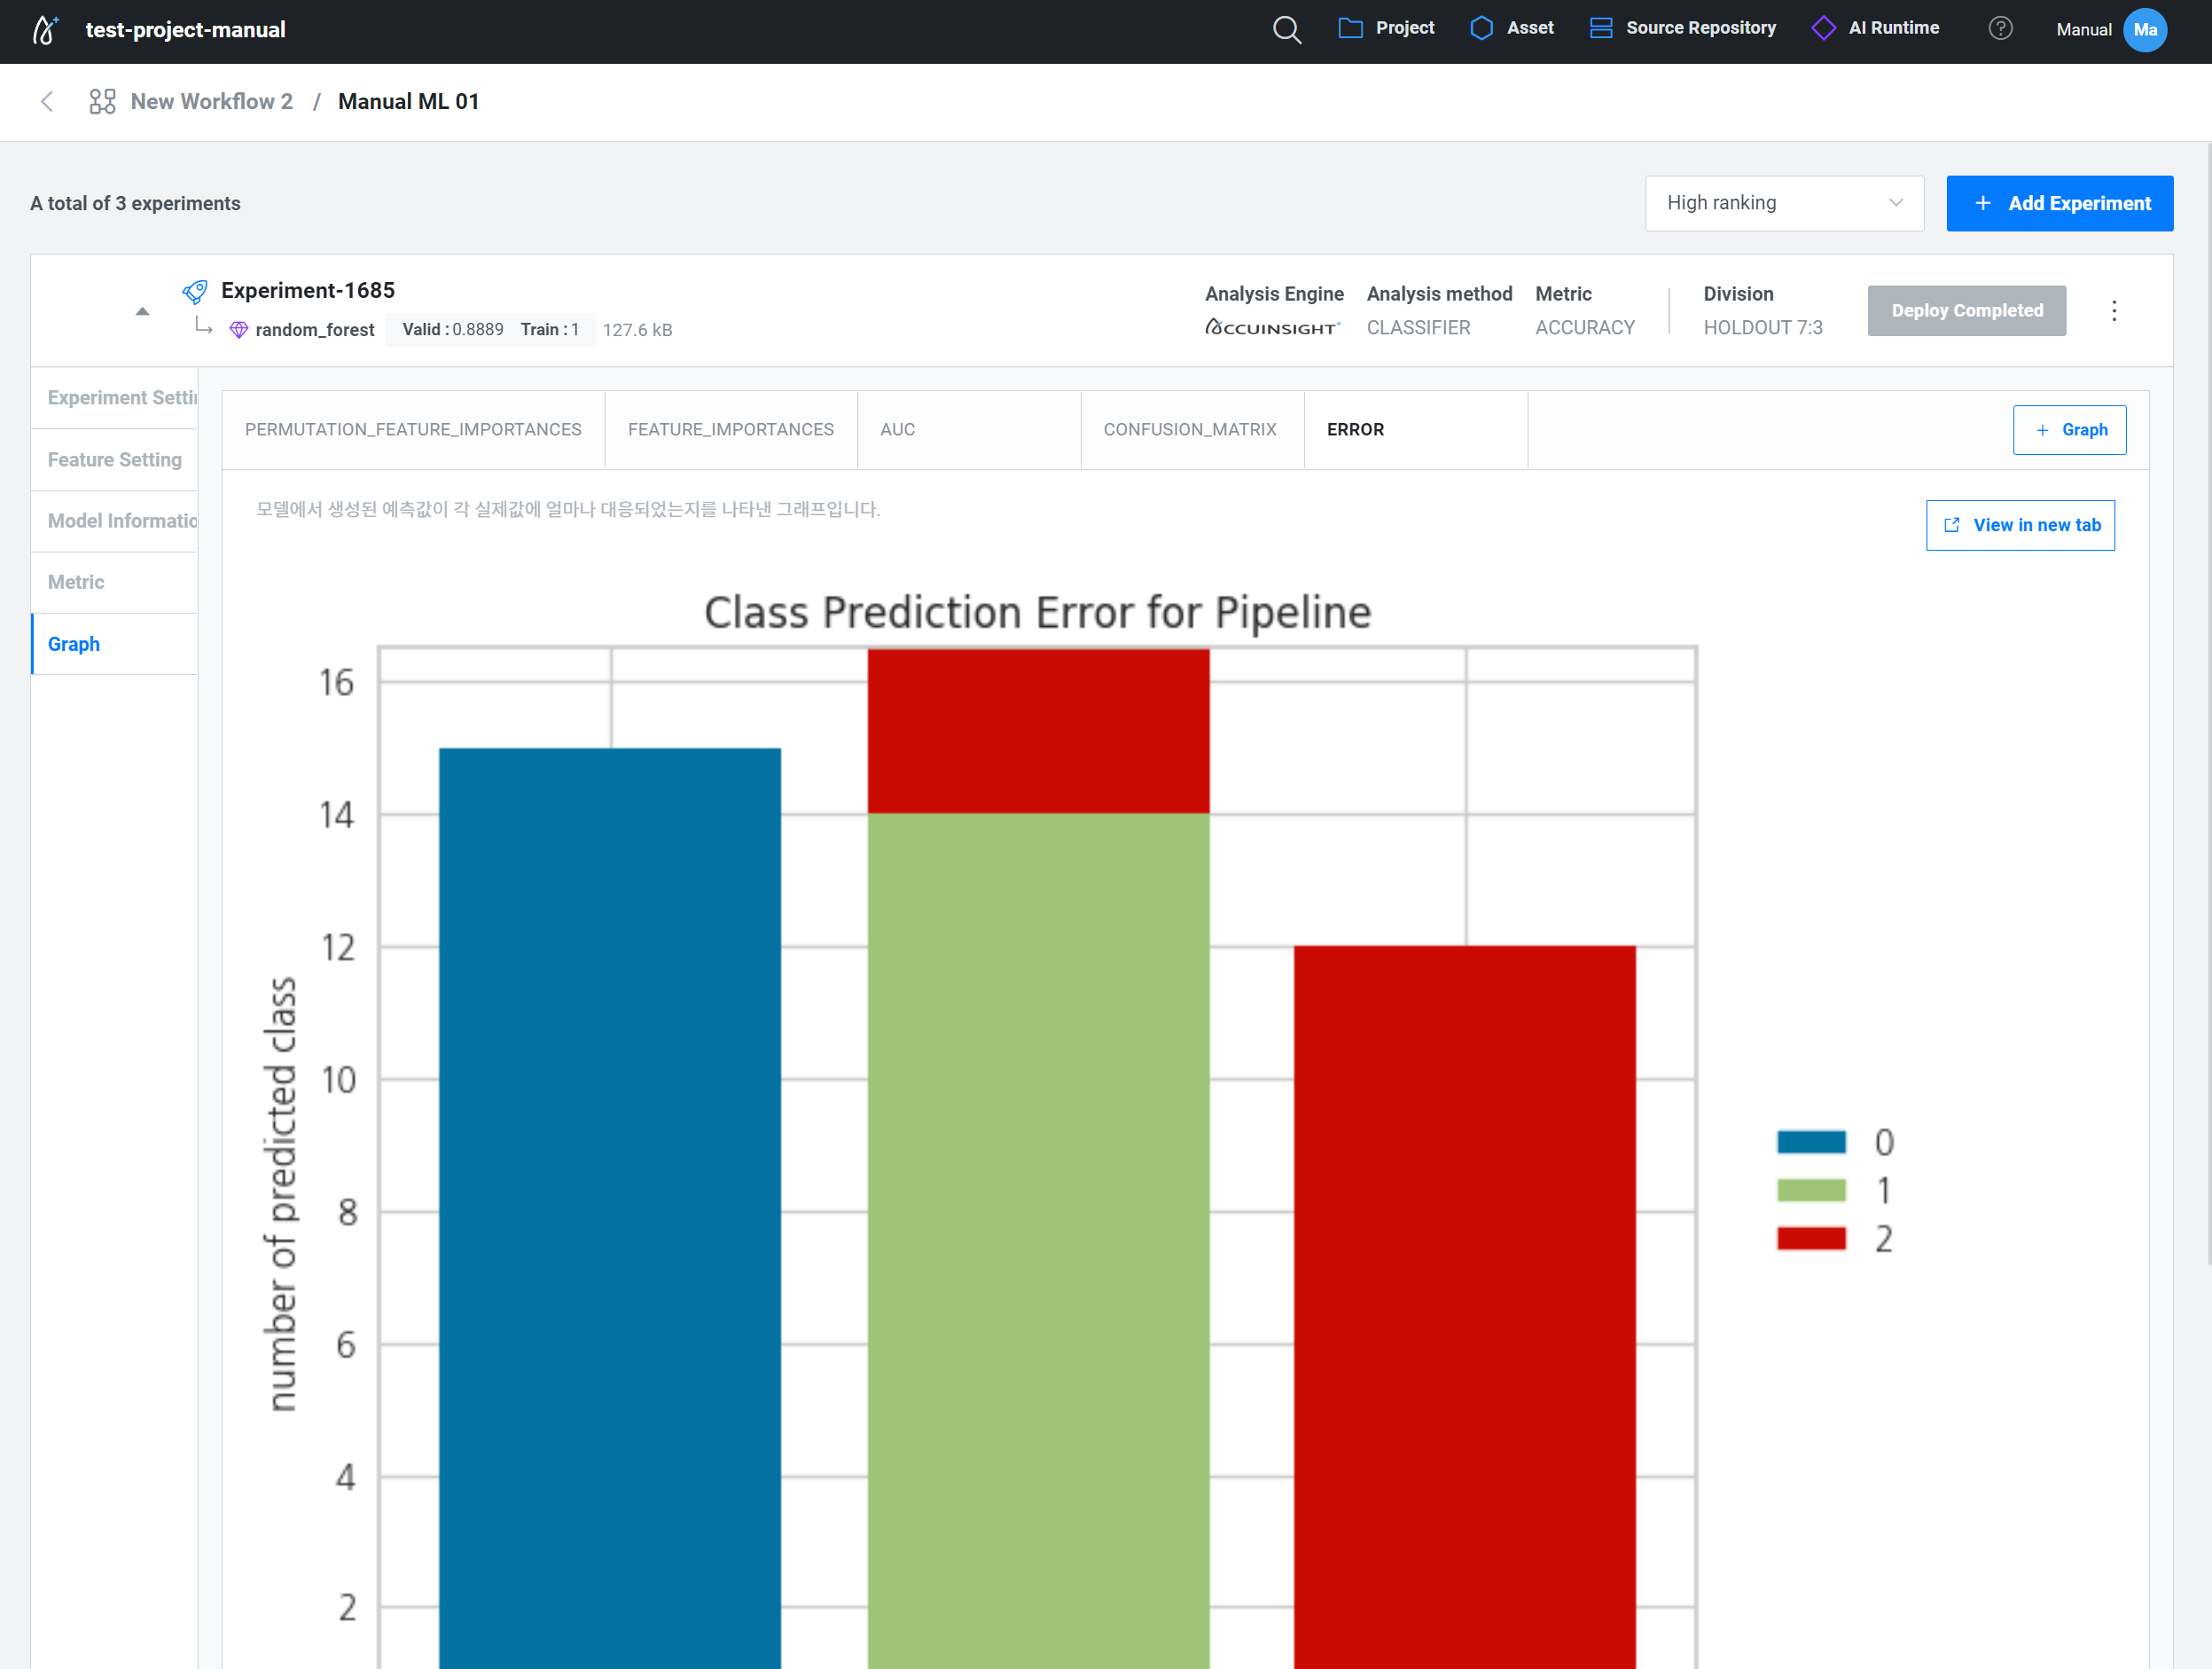 test-project-manual
Project
Asset
Source Repository
AI Runtime
?
Manual
Ma
New Workflow 2 / Manual ML 01
A total of 3 experiments
High ranking
+ Add Experiment
Experiment-1685
random_forest
Valid : 0.8889 Train : 1
127.6 kB
Analysis Engine
ACCUINSIGHT+
Analysis method
CLASSIFIER
Metric
ACCURACY
Division
HOLDOUT 7:3
Deploy Completed
Experiment Settin
Feature Setting
Model Informatio
Metric
Graph
PERMUTATION_FEATURE_IMPORTANCES
FEATURE_IMPORTANCES
AUC
CONFUSION_MATRIX
ERROR
+ Graph
모델에서 생성된 예측값이 각 실제값에 얼마나 대응되었는지를 나타낸 그래프입니다.
View in new tab
Class Prediction Error for Pipeline
number of predicted class
16
14
12
10
8
6
4
2
0
1
2